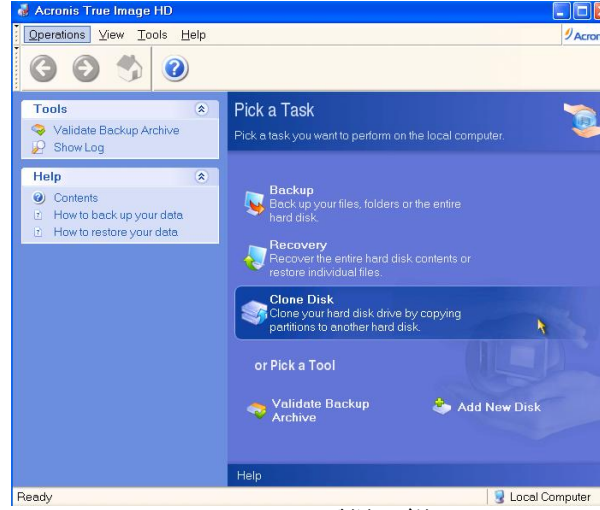 Acronis True Image HD
Operations View Tools Help
Acron
Tools
Validate Backup Archive
Show Log
Help
Contents
How to back up your data
How to restore your data
Pick a Task
Pick a task you want to perform on the local computer.
Backup
Back up your files, folders or the entire
hard disk.
Recovery
Recover the entire hard disk contents or
restore individual files.
Clone Disk
Clone your hard disk drive by copying
partitions to another hard disk.
or Pick a Tool
Validate Backup
Archive
Add New Disk
Help
Ready
Local Computer